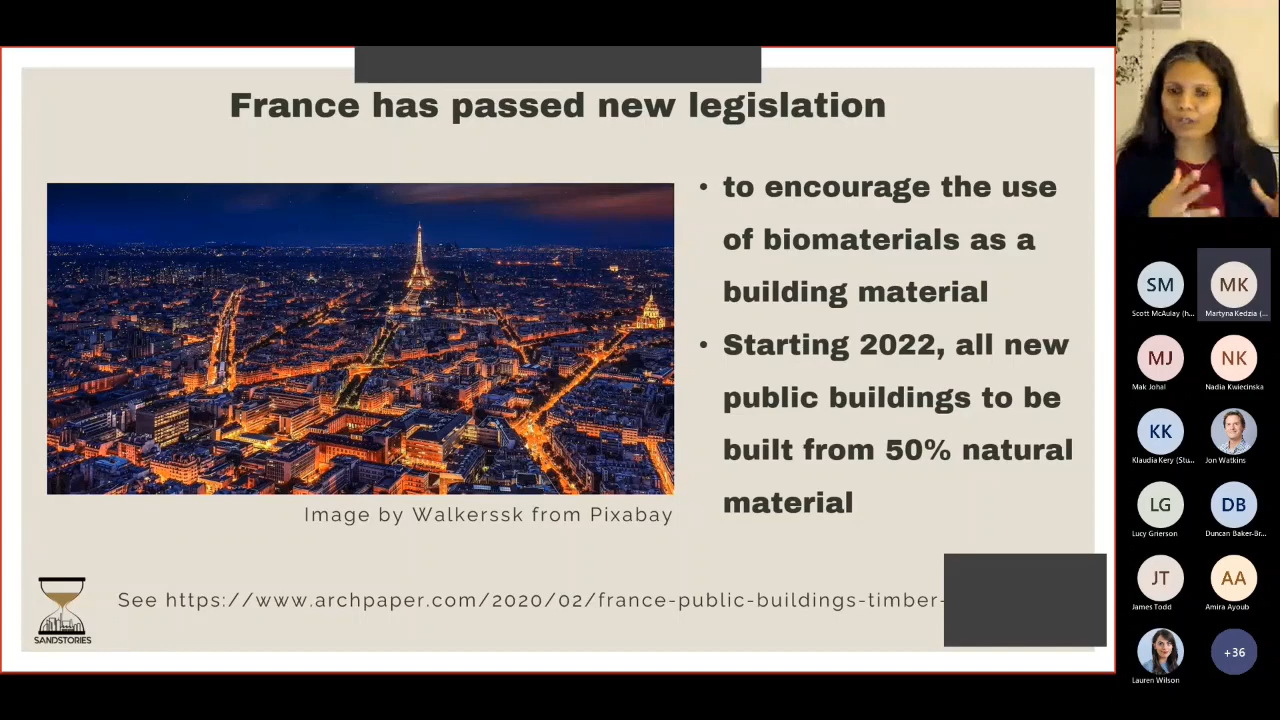 France has passed new legislation
• to encourage the use
of biomaterials as a
building material
• Starting 2022, all new
public buildings to be
built from 50% natural
material
Image by Walkerssk from Pixabay
See https://www.archpaper.com/2020/02/france-public-buildings-timber-
SANDSTORIES
SM
MK
Scott McAulay (h...
Martyna Kedzia (...
MJ
NK
Mak Johal
Nadia Kwiecinska
KK
Klaudia Kery (Stu...
Jon Watkins
LG
DB
Lucy Grierson
Duncan Baker-Br...
JT
AA
James Todd
Amira Ayoub
+36
Lauren Wilson